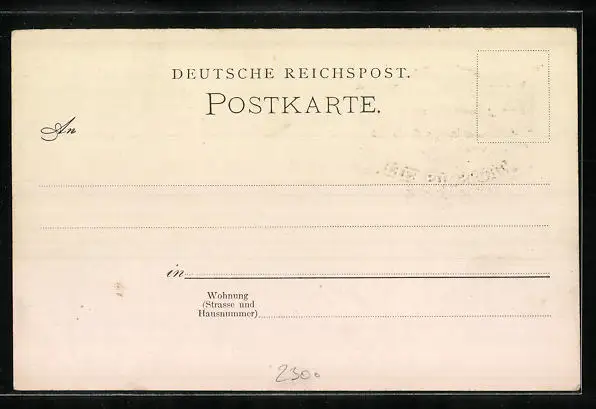 DEUTSCHE REICHSPOST.
POSTKARTE.
An
in
Wohnung
(Strasse und
Hausnummer)
2300